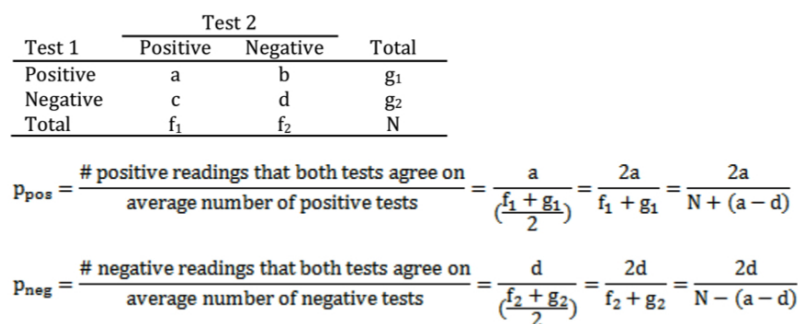 Test 2
Test 1 Positive Negative Total
Positive a b g₁
Negative c d g₂
Total f₁ f₂ N
p_pos = # positive readings that both tests agree on / average number of positive tests = a / ((f₁ + g₁) / 2) = 2a / (f₁ + g₁) = 2a / (N + (a − d))
p_neg = # negative readings that both tests agree on / average number of negative tests = d / ((f₂ + g₂) / 2) = 2d / (f₂ + g₂) = 2d / (N − (a − d))